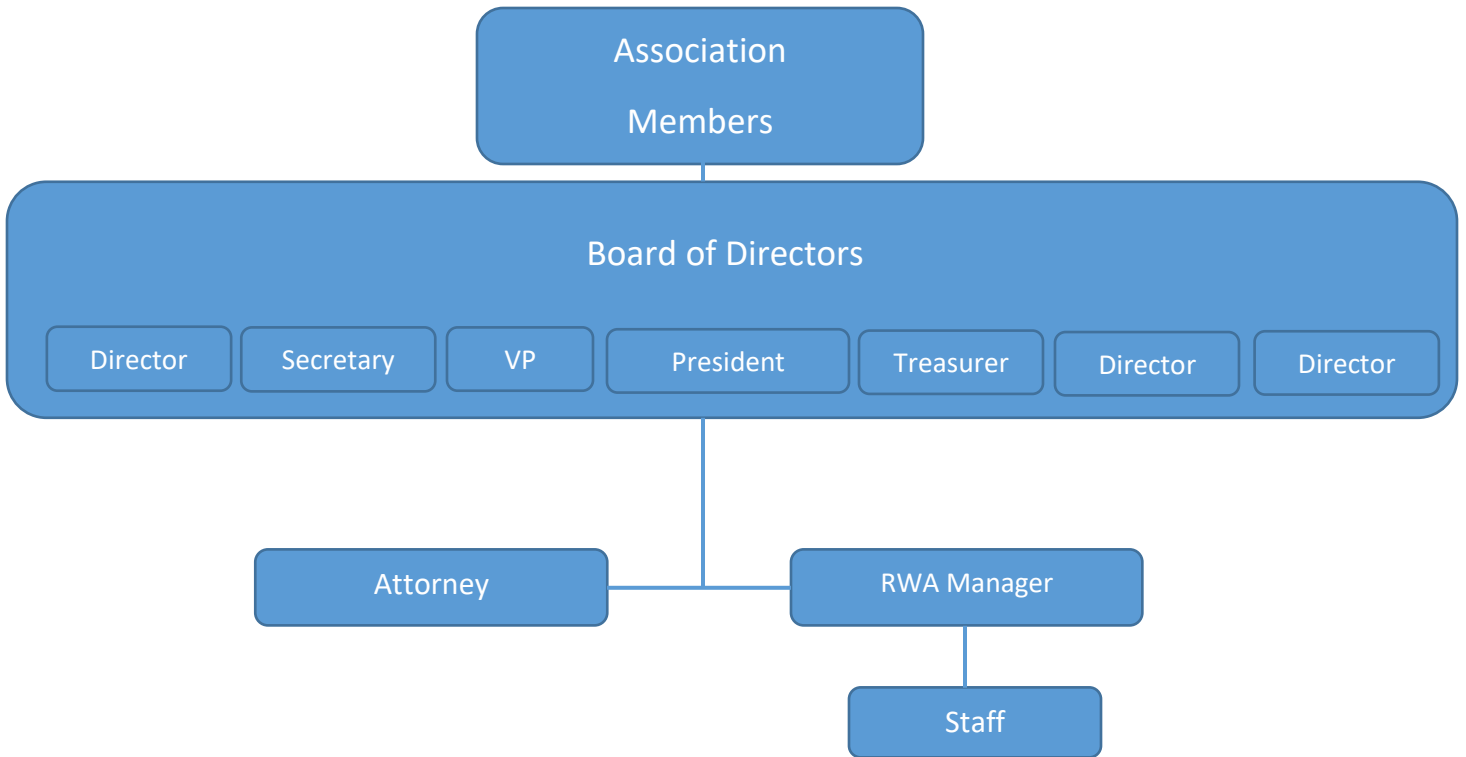 Association
Members
Board of Directors
Director
Secretary
VP
President
Treasurer
Director
Director
Attorney
RWA Manager
Staff